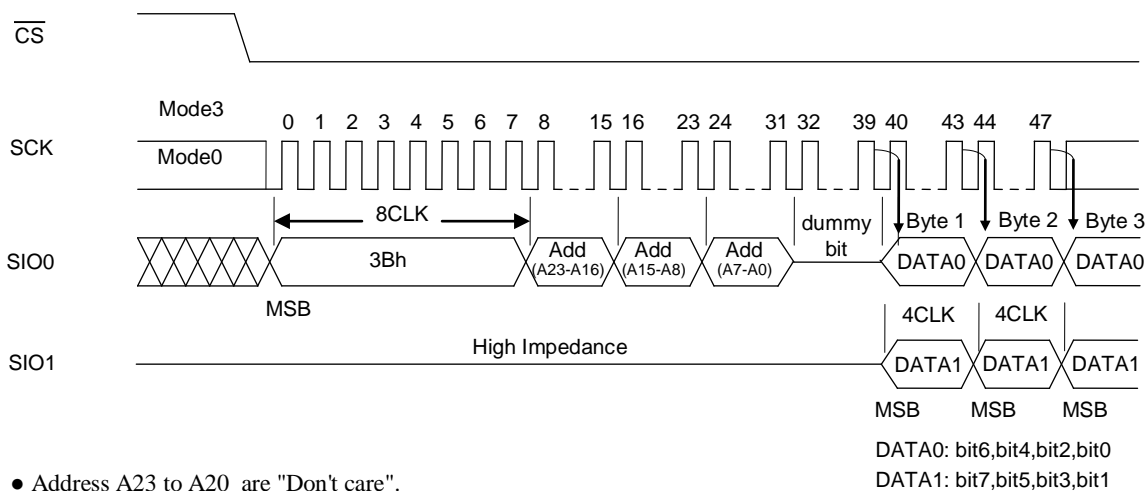 CS
Mode3
SCK
Mode0
0 1 2 3 4 5 6 7 8 15 16 23 24 31 32 39 40 43 44 47
8CLK
dummy
bit
Byte 1 Byte 2 Byte 3
SIO0
3Bh
Add
(A23-A16)
Add
(A15-A8)
Add
(A7-A0)
DATA0 DATA0 DATA0
MSB
4CLK 4CLK
High Impedance
SIO1
DATA1 DATA1 DATA1
MSB MSB MSB
DATA0: bit6,bit4,bit2,bit0
DATA1: bit7,bit5,bit3,bit1
● Address A23 to A20 are "Don't care".